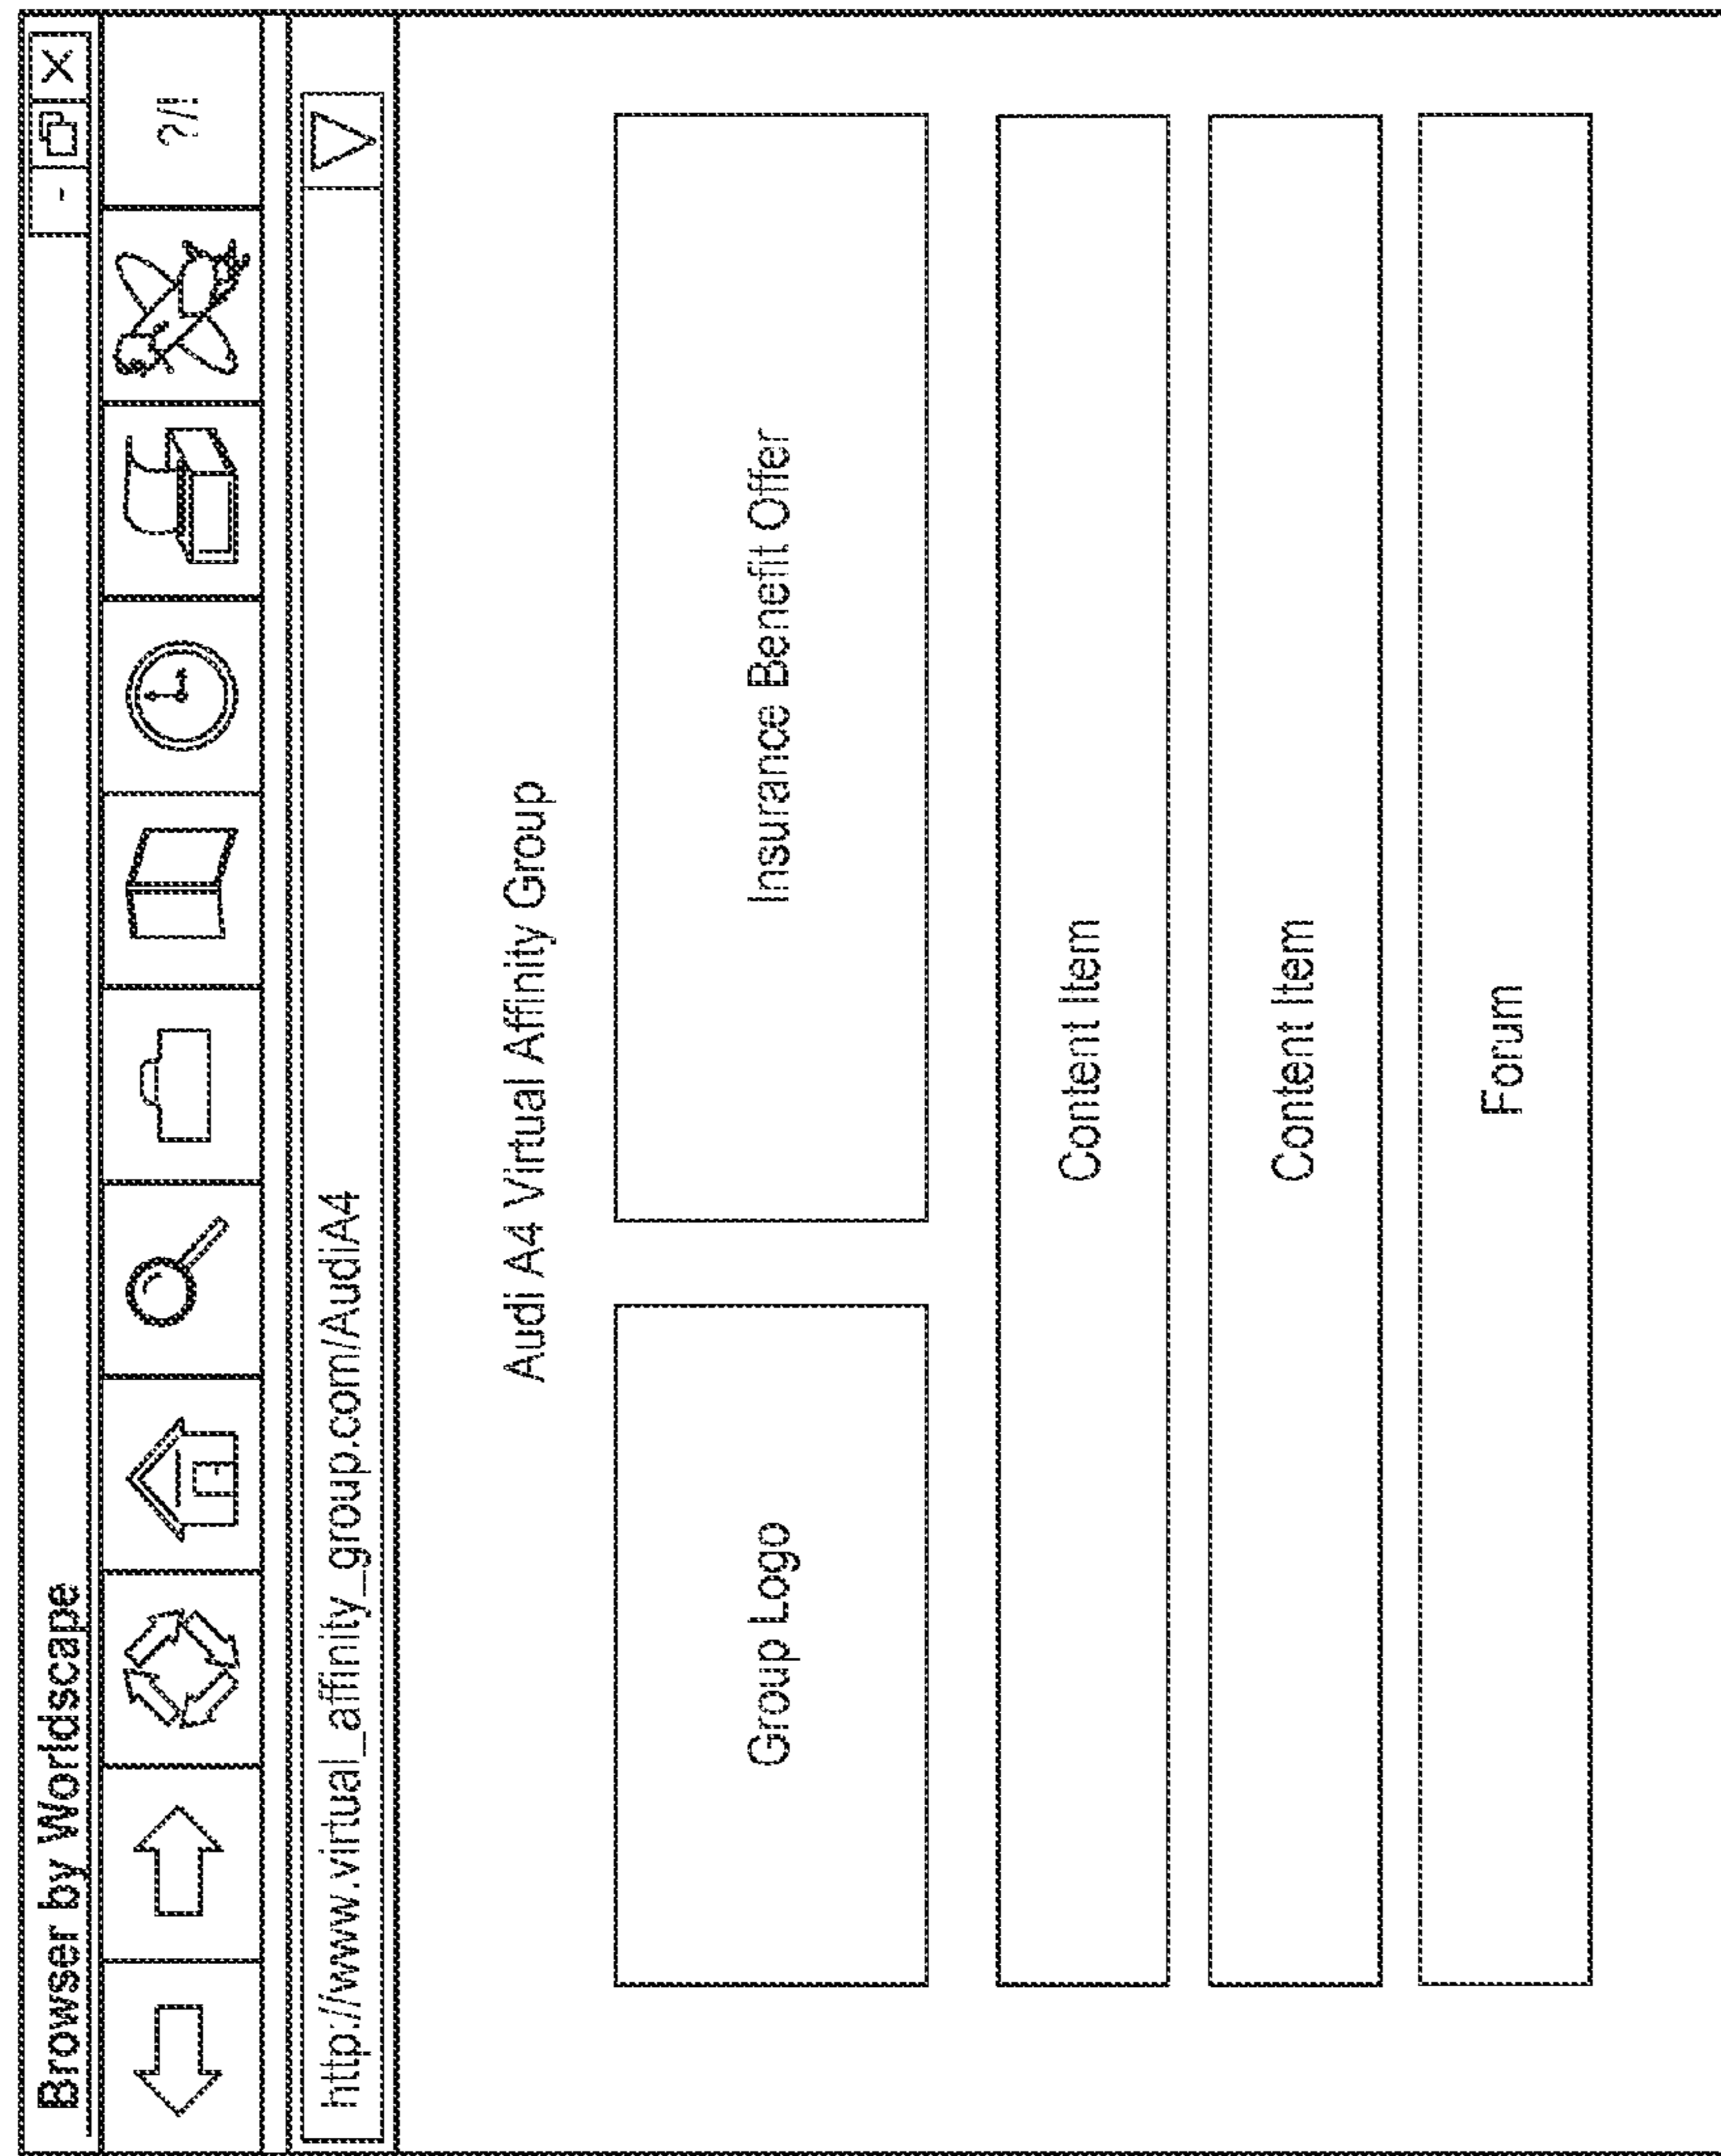 Browser by Worldscape
- X
?/!
http://www.virtual_affinity_group.com/AudiA4
Audi A4 Virtual Affinity Group
Group Logo
Insurance Benefit Offer
Content Item
Content Item
Forum